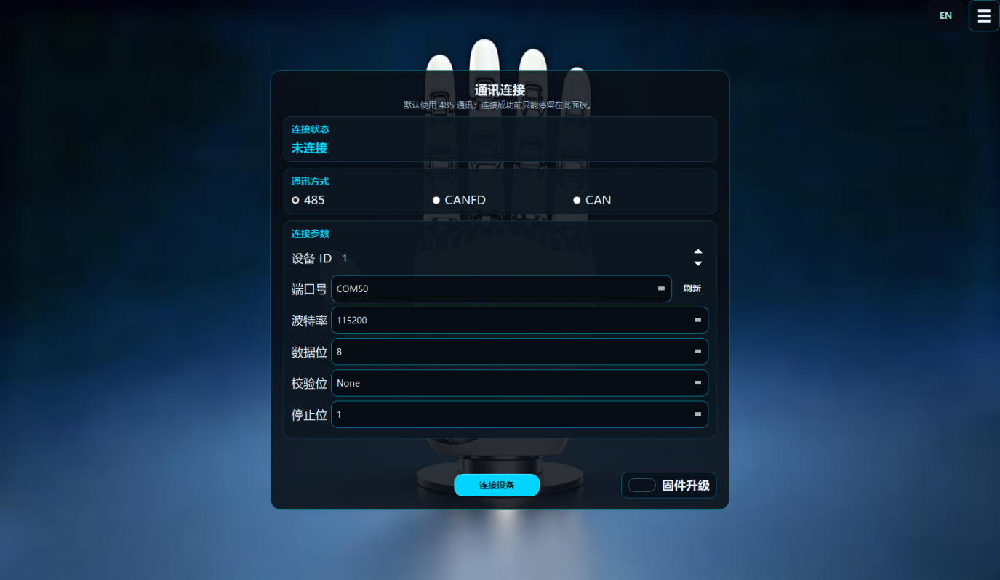 EN
通讯连接
默认使用 485 通讯；连接成功前只能停留在此面板。
连接状态
未连接
通讯方式
485 CANFD CAN
连接参数
设备 ID 1
端口号 COM50 刷新
波特率 115200
数据位 8
校验位 None
停止位 1
连接设备 固件升级